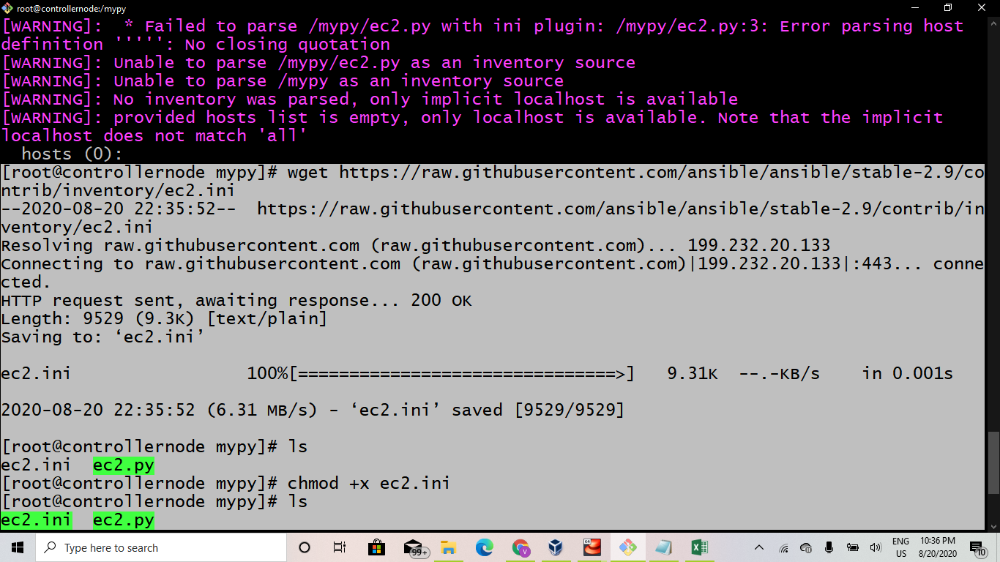 root@controllernode:/mypy
[WARNING]:  * Failed to parse /mypy/ec2.py with ini plugin: /mypy/ec2.py:3: Error parsing host
definition ''''': No closing quotation
[WARNING]: Unable to parse /mypy/ec2.py as an inventory source
[WARNING]: Unable to parse /mypy as an inventory source
[WARNING]: No inventory was parsed, only implicit localhost is available
[WARNING]: provided hosts list is empty, only localhost is available. Note that the implicit
localhost does not match 'all'
  hosts (0):
[root@controllernode mypy]# wget https://raw.githubusercontent.com/ansible/ansible/stable-2.9/co
ntrib/inventory/ec2.ini
--2020-08-20 22:35:52--  https://raw.githubusercontent.com/ansible/ansible/stable-2.9/contrib/in
ventory/ec2.ini
Resolving raw.githubusercontent.com (raw.githubusercontent.com)... 199.232.20.133
Connecting to raw.githubusercontent.com (raw.githubusercontent.com)|199.232.20.133|:443... conne
cted.
HTTP request sent, awaiting response... 200 OK
Length: 9529 (9.3K) [text/plain]
Saving to: ‘ec2.ini’
ec2.ini                 100%[===============================>]   9.31K  --.-KB/s    in 0.001s
2020-08-20 22:35:52 (6.31 MB/s) - ‘ec2.ini’ saved [9529/9529]
[root@controllernode mypy]# ls
ec2.ini  ec2.py
[root@controllernode mypy]# chmod +x ec2.ini
[root@controllernode mypy]# ls
ec2.ini  ec2.py
Type here to search
99+
V
64
ENG
US
10:36 PM
8/20/2020
10